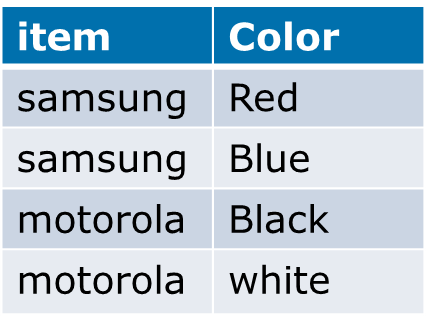 item Color
samsung Red
samsung Blue
motorola Black
motorola white